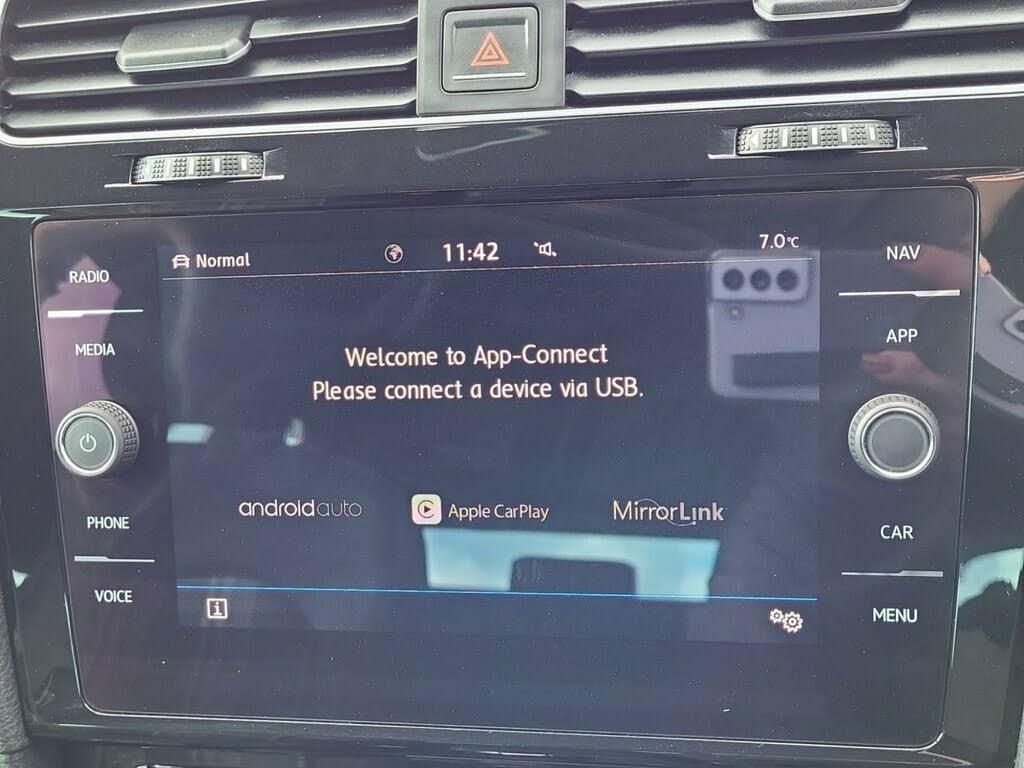 Normal
11:42
7.0°C
RADIO
NAV
MEDIA
APP
Welcome to App-Connect
Please connect a device via USB.
androidauto
Apple CarPlay
MirrorLink
PHONE
CAR
VOICE
MENU
i